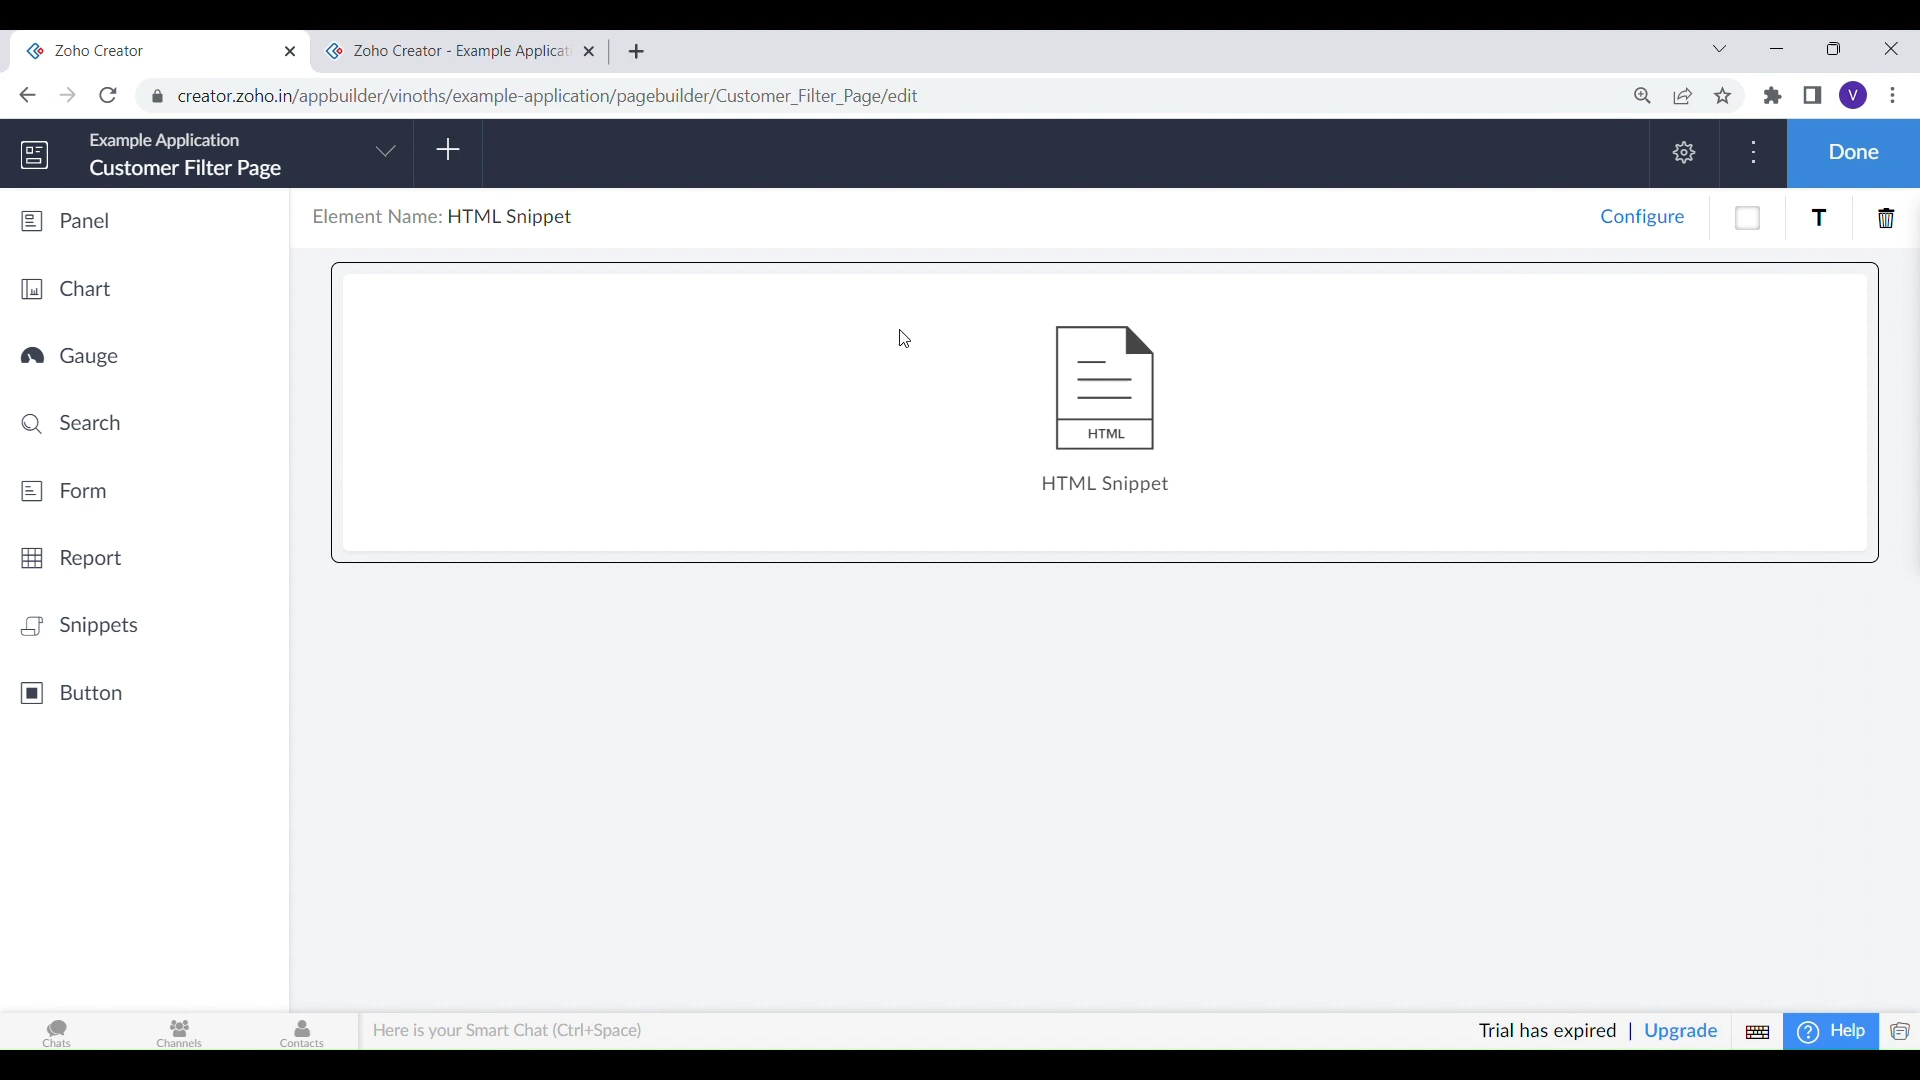 Zoho Creator
Zoho Creator - Example Applicat
creator.zoho.in/appbuilder/vinoths/example-application/pagebuilder/Customer_Filter_Page/edit
V
Example Application
Customer Filter Page
Done
Panel
Chart
Gauge
Search
Form
Report
Snippets
Button
Element Name: HTML Snippet
Configure
T
HTML
HTML Snippet
Chats
Channels
Contacts
Here is your Smart Chat (Ctrl+Space)
Trial has expired | Upgrade
Help